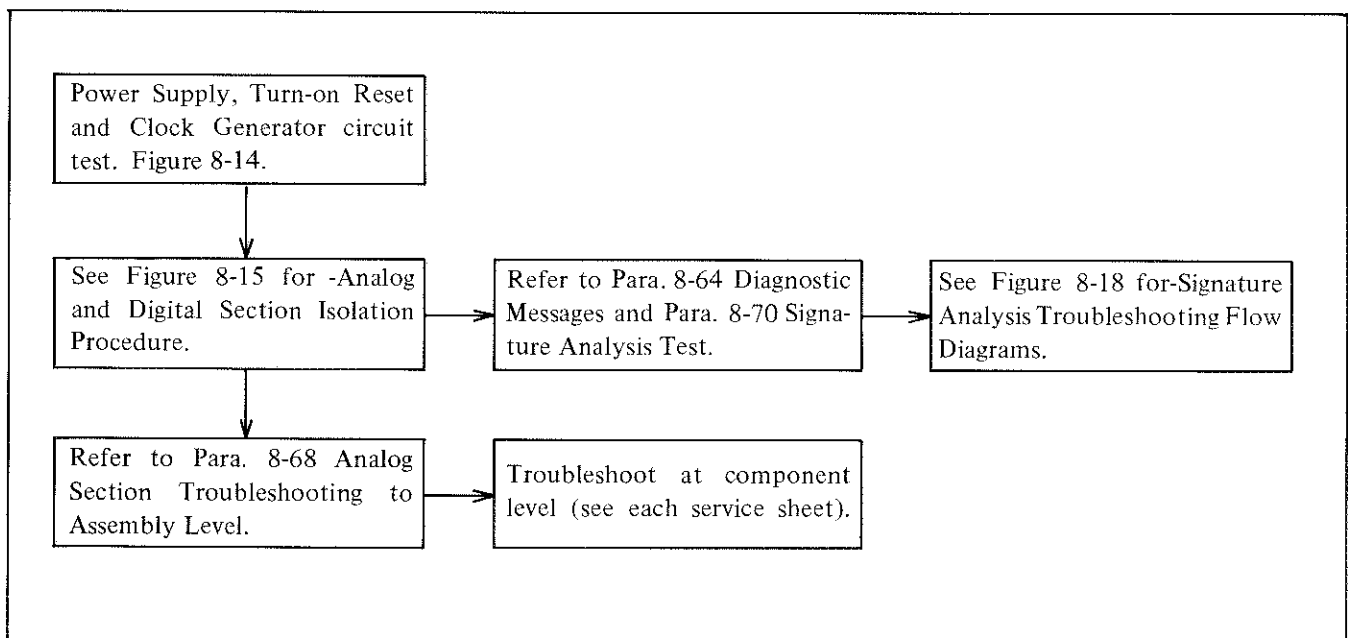 Power Supply, Turn-on Reset
and Clock Generator circuit
test. Figure 8-14.
See Figure 8-15 for -Analog
and Digital Section Isolation
Procedure.
Refer to Para. 8-64 Diagnostic
Messages and Para. 8-70 Signa-
ture Analysis Test.
See Figure 8-18 for-Signature
Analysis Troubleshooting Flow
Diagrams.
Refer to Para. 8-68 Analog
Section Troubleshooting to
Assembly Level.
Troubleshoot at component
level (see each service sheet).